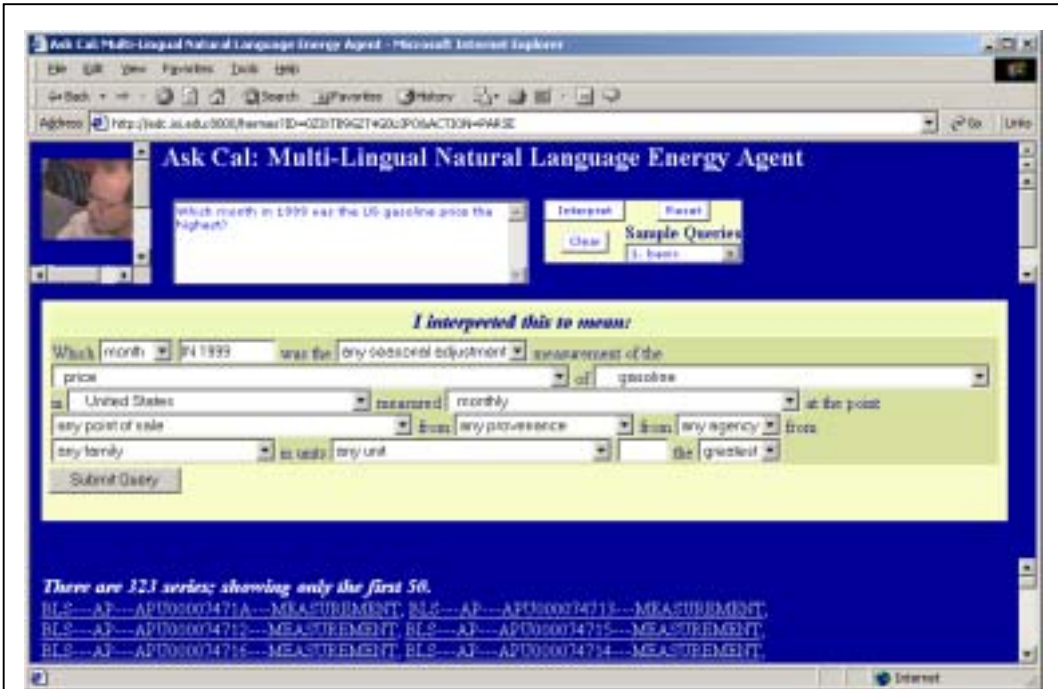 Ask Cal: Multi-Lingual Natural Language Energy Agent - Microsoft Internet Explorer
File Edit View Favorites Tools Help
Back Search Favorites History
Address Go Links
Ask Cal: Multi-Lingual Natural Language Energy Agent
Which month in 1999 was the US gasoline price the
highest?
Interpret Reset
Clear Sample Queries
1. basic
I interpreted this to mean:
Which month IN 1999 was the any seasonal adjustment measurement of the
price of gasoline
in United States measured monthly at the point
any point of sale from any provenance from any agency from
any family in units any unit the greatest
Submit Query
There are 323 series; showing only the first 50.
BLS---AP---APU00007471A---MEASUREMENT, BLS---AP---APU000074713---MEASUREMENT,
BLS---AP---APU000074712---MEASUREMENT, BLS---AP---APU000074715---MEASUREMENT,
BLS---AP---APU000074716---MEASUREMENT, BLS---AP---APU000074714---MEASUREMENT,
Internet